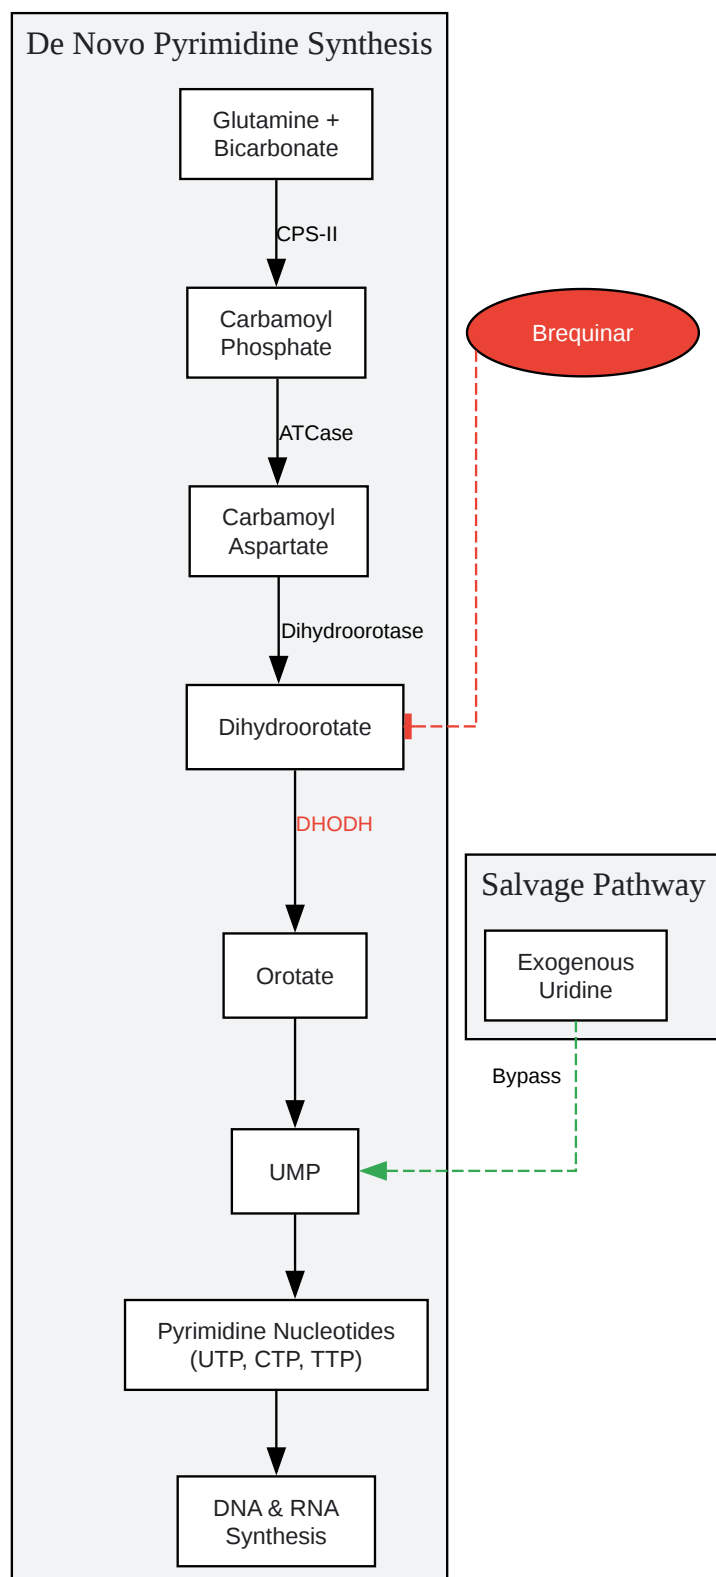 De Novo Pyrimidine Synthesis
Glutamine +
Bicarbonate
CPS-II
Carbamoyl
Phosphate
Brequinar
ATCase
Carbamoyl
Aspartate
Dihydroorotase
Dihydroorotate
DHODH
Salvage Pathway
Exogenous
Uridine
Orotate
Bypass
UMP
Pyrimidine Nucleotides
(UTP, CTP, TTP)
DNA & RNA
Synthesis